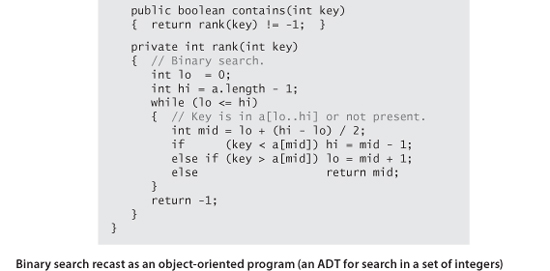 public boolean contains(int key)
{  return rank(key) != -1;  }
private int rank(int key)
{  // Binary search.
int lo  = 0;
int hi = a.length - 1;
while (lo <= hi)
{  // Key is in a[lo..hi] or not present.
int mid = lo + (hi - lo) / 2;
if      (key < a[mid]) hi = mid - 1;
else if (key > a[mid]) lo = mid + 1;
else                   return mid;
}
return -1;
}
}
Binary search recast as an object-oriented program (an ADT for search in a set of integers)